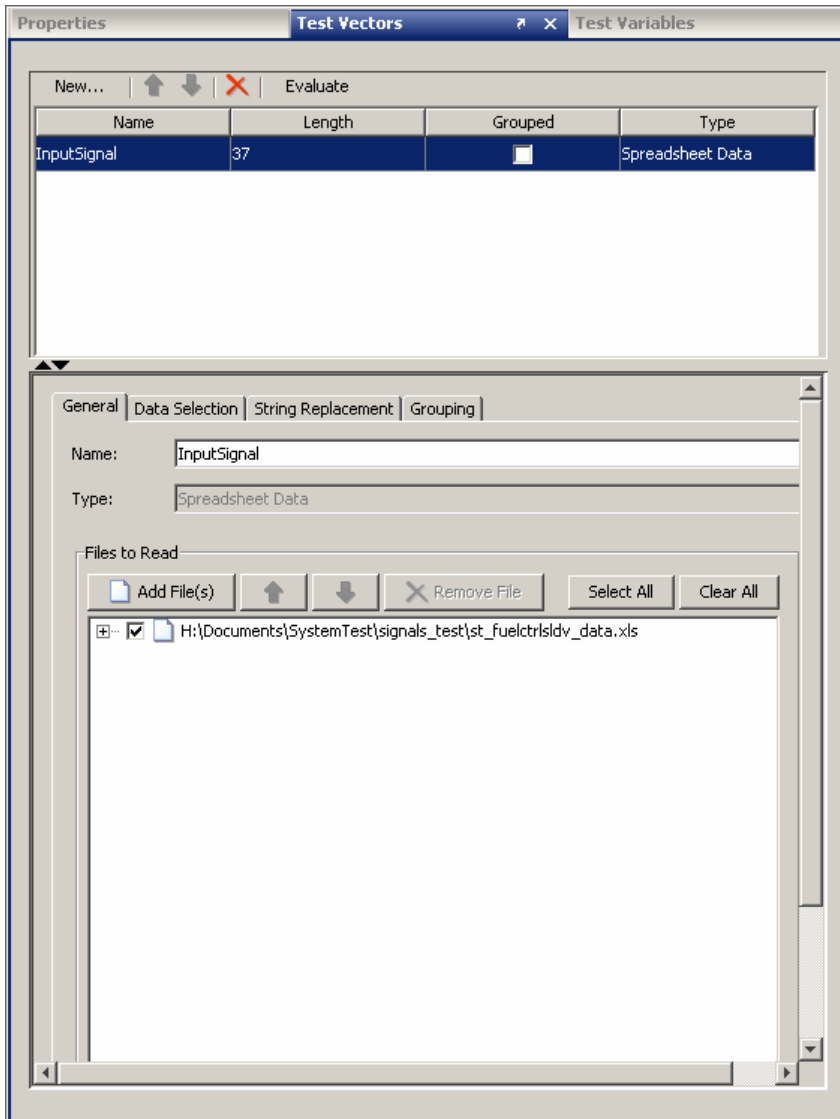 Properties Test Vectors Test Variables
New... Evaluate
Name Length Grouped Type
InputSignal 37 Spreadsheet Data
General Data Selection String Replacement Grouping
Name: InputSignal
Type: Spreadsheet Data
Files to Read
Add File(s) Remove File Select All Clear All
H:\Documents\SystemTest\signals_test\st_fuelctrlsldv_data.xls